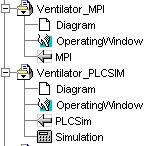 Ventilator_MPI
Diagram
OperatingWindow
MPI
Ventilator_PLCSIM
Diagram
OperatingWindow
PLCSim
Simulation